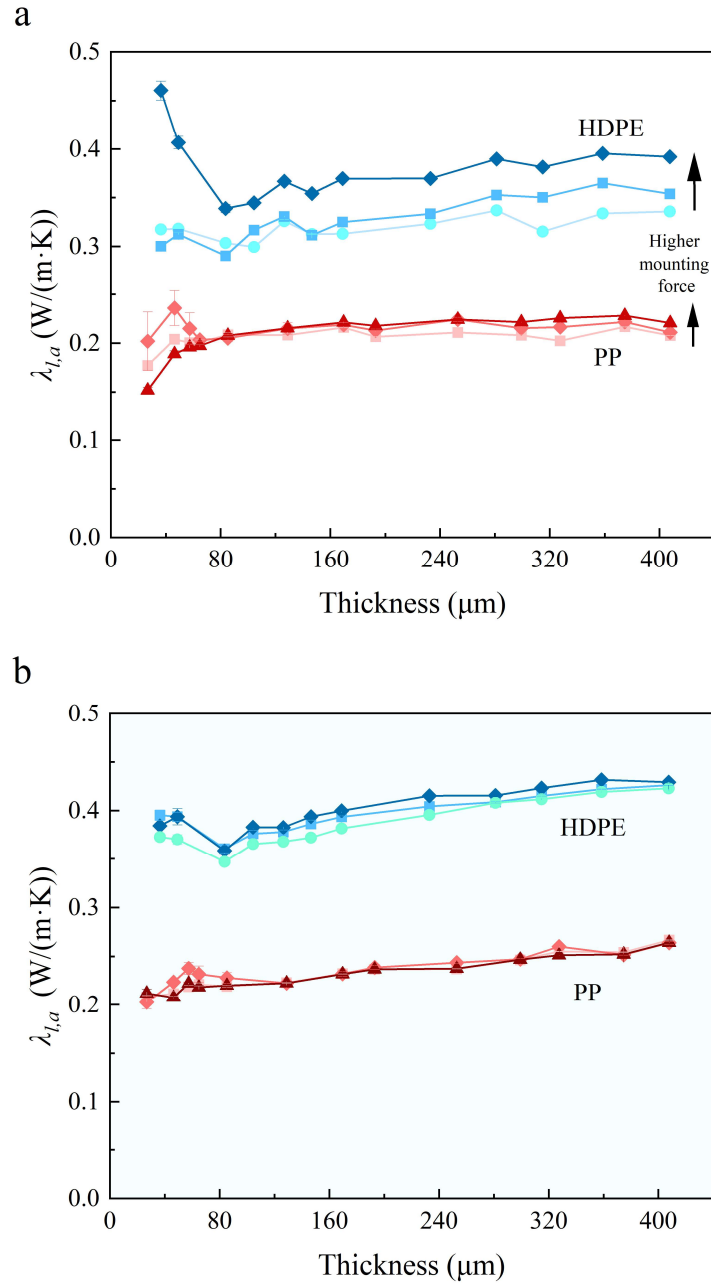 a
0.5
0.4
0.3
0.2
0.1
0.0
λl,a (W/(m·K))
HDPE
Higher
mounting
force
PP
0 80 160 240 320 400
Thickness (μm)
b
0.5
0.4
0.3
0.2
0.1
0.0
λl,a (W/(m·K))
HDPE
PP
0 80 160 240 320 400
Thickness (μm)